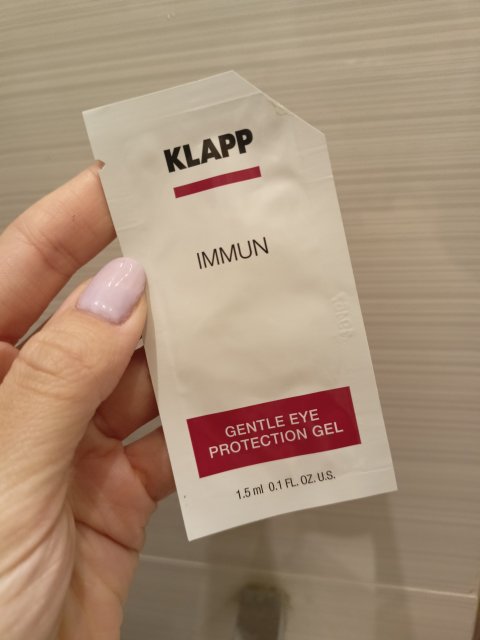 KLAPP
IMMUN
GENTLE EYE
PROTECTION GEL
1.5 ml 0.1 FL. OZ. U.S.